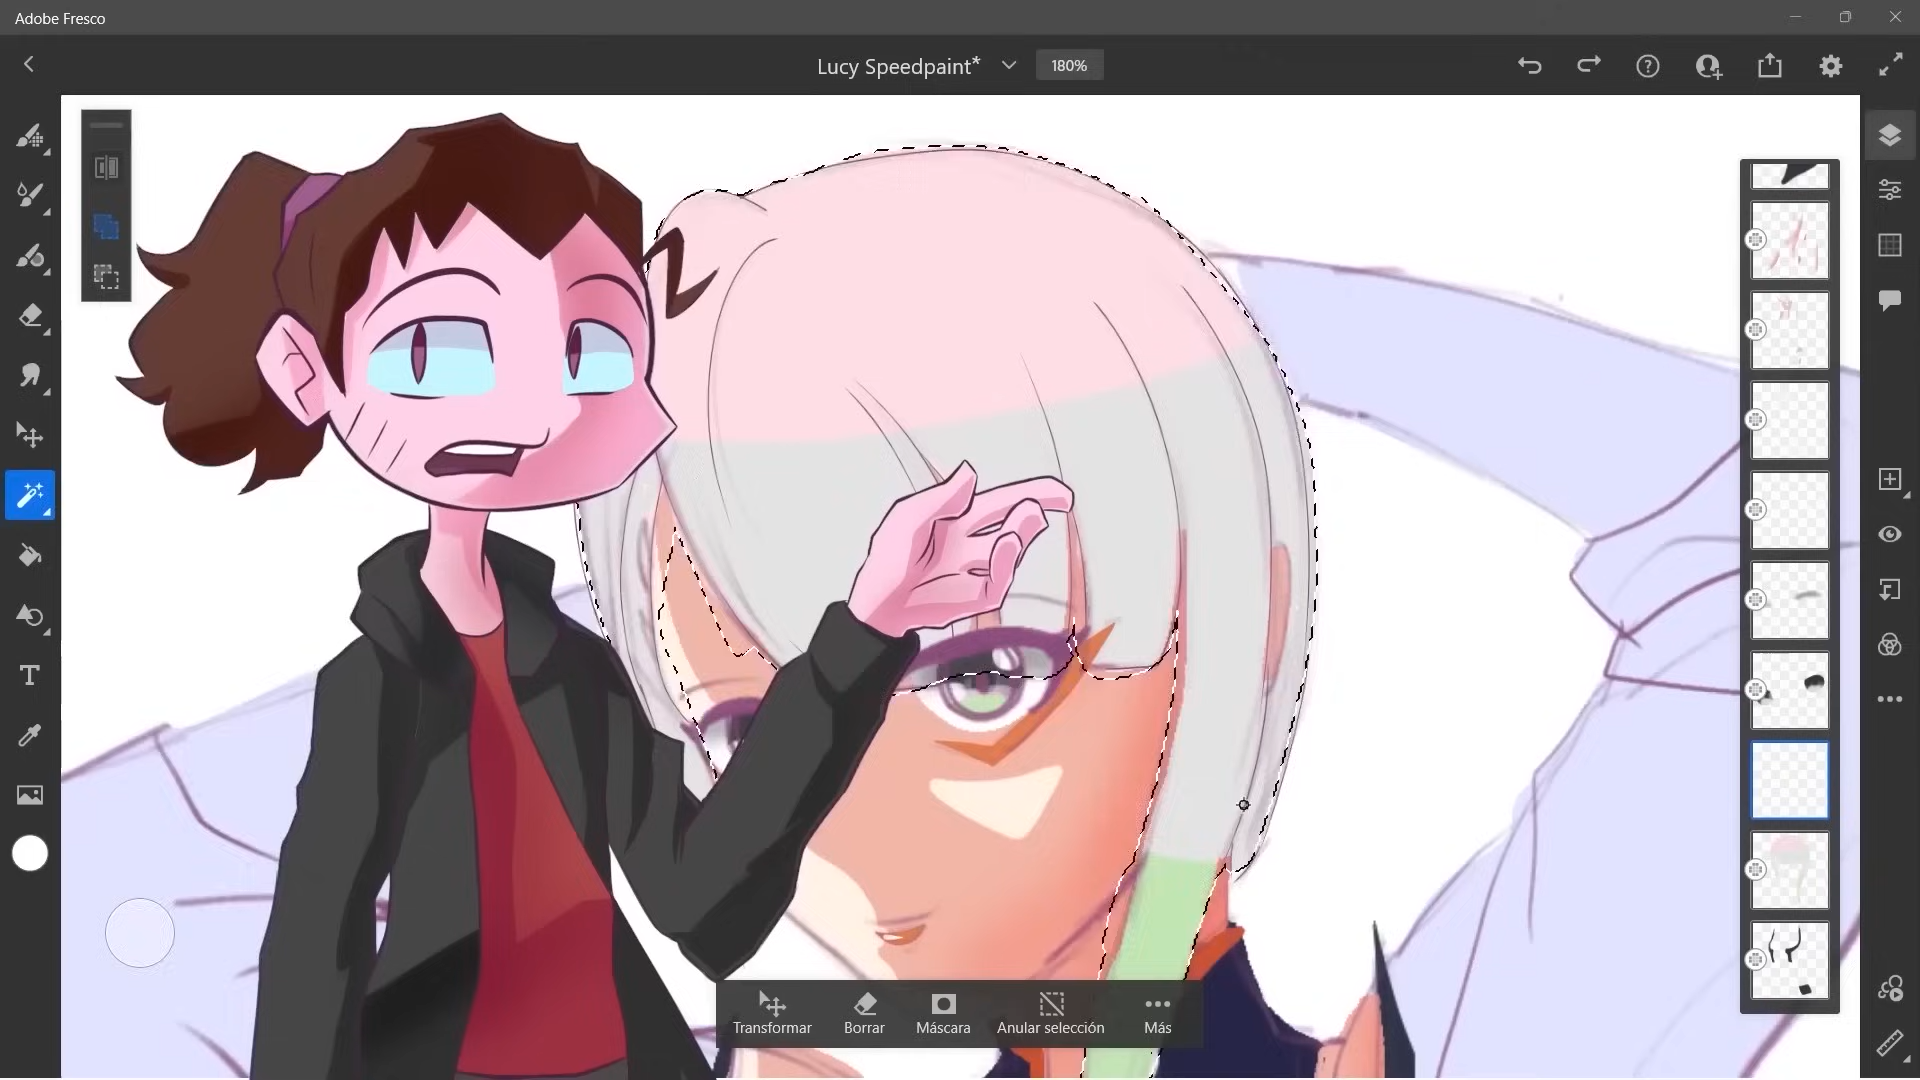 Adobe Fresco
Lucy Speedpaint*
180%
Transformar
Borrar
Máscara
Anular selección
Más